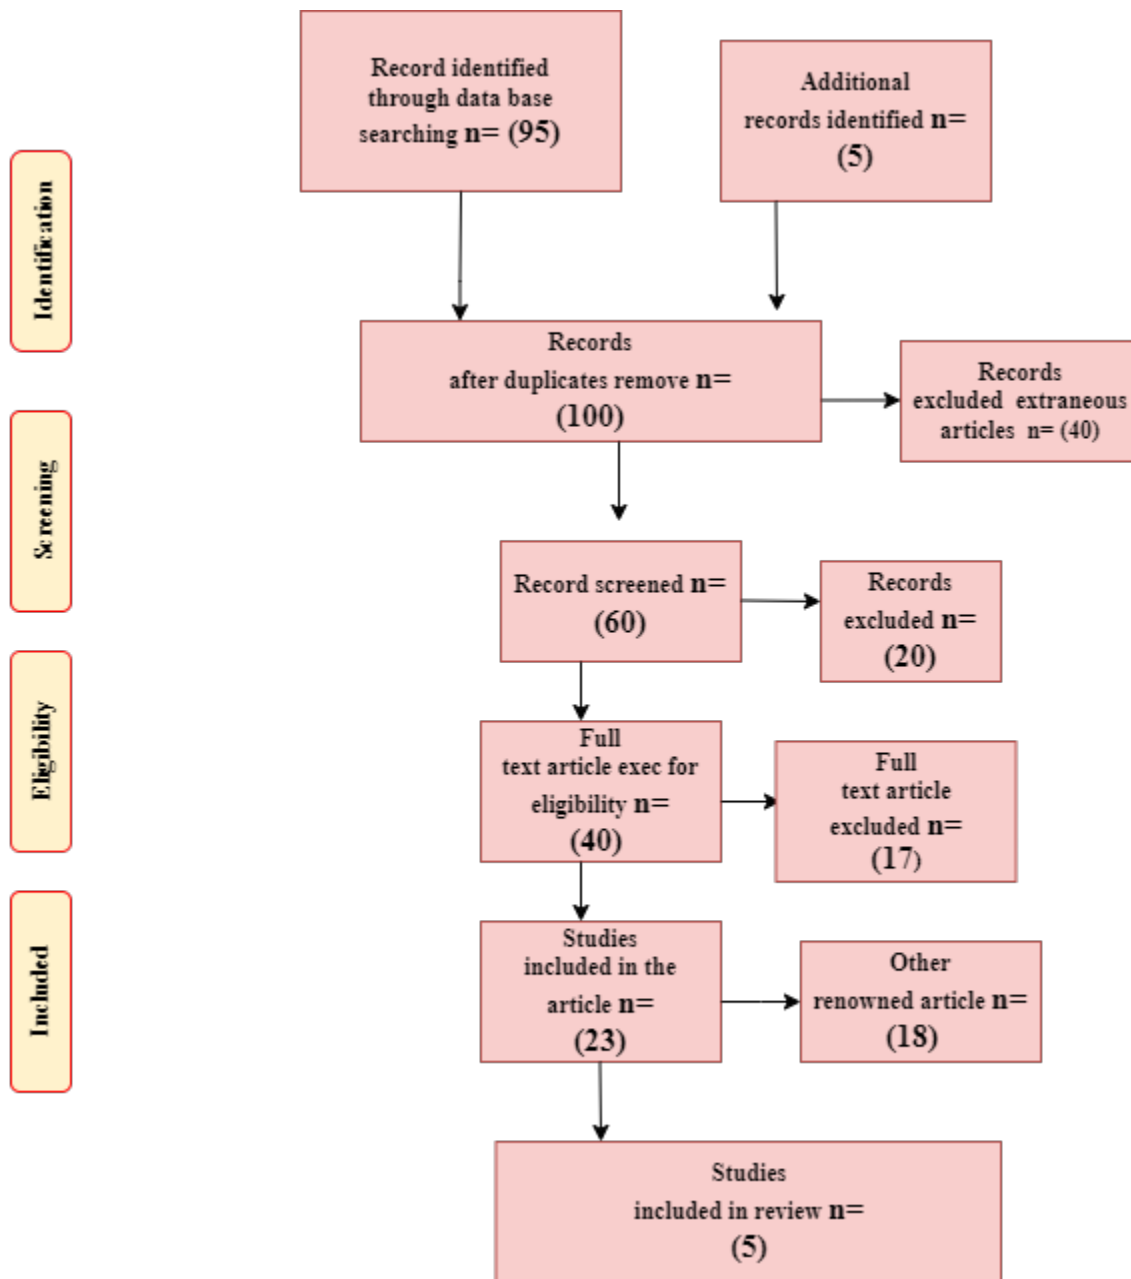 Record identified
through data base
searching n= (95)
Additional
records identified n=
(5)
Identification
Records
after duplicates remove n=
(100)
Records
excluded extraneous
articles n= (40)
Screening
Record screened n=
(60)
Records
excluded n=
(20)
Eligibility
Full
text article exec for
eligibility n=
(40)
Full
text article
excluded n=
(17)
Included
Studies
included in the
article n=
(23)
Other
renowned article n=
(18)
Studies
included in review n=
(5)